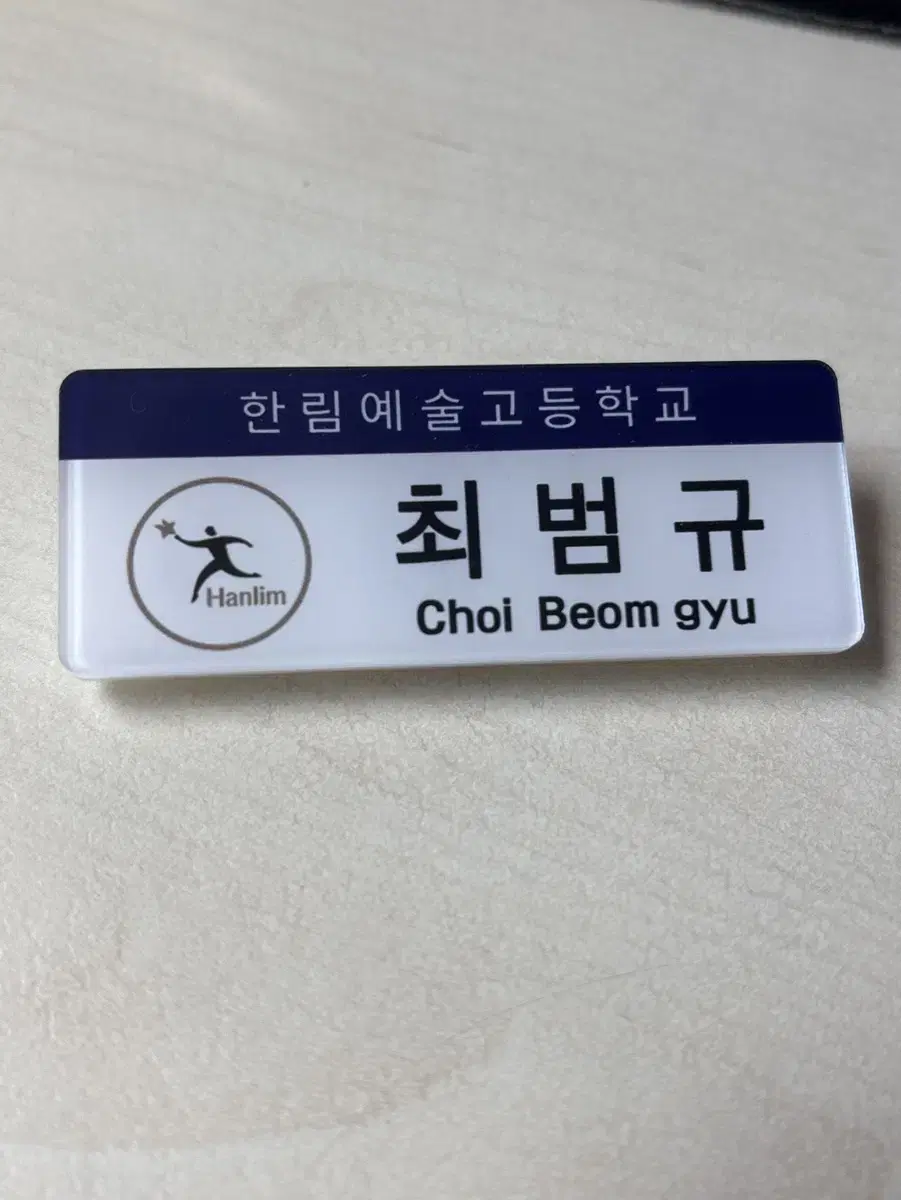 한림예술고등학교
최범규
Choi Beom gyu
Hanlim